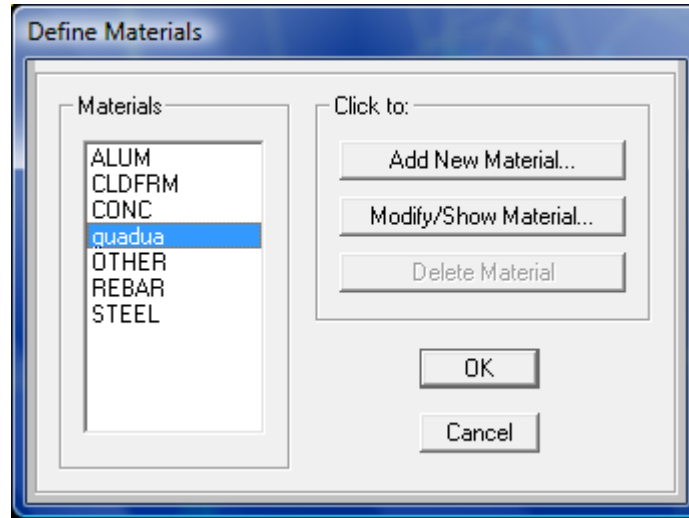 Define Materials
Materials
ALUM
CLDFRM
CONC
guadua
OTHER
REBAR
STEEL
Click to:
Add New Material...
Modify/Show Material...
Delete Material
OK
Cancel